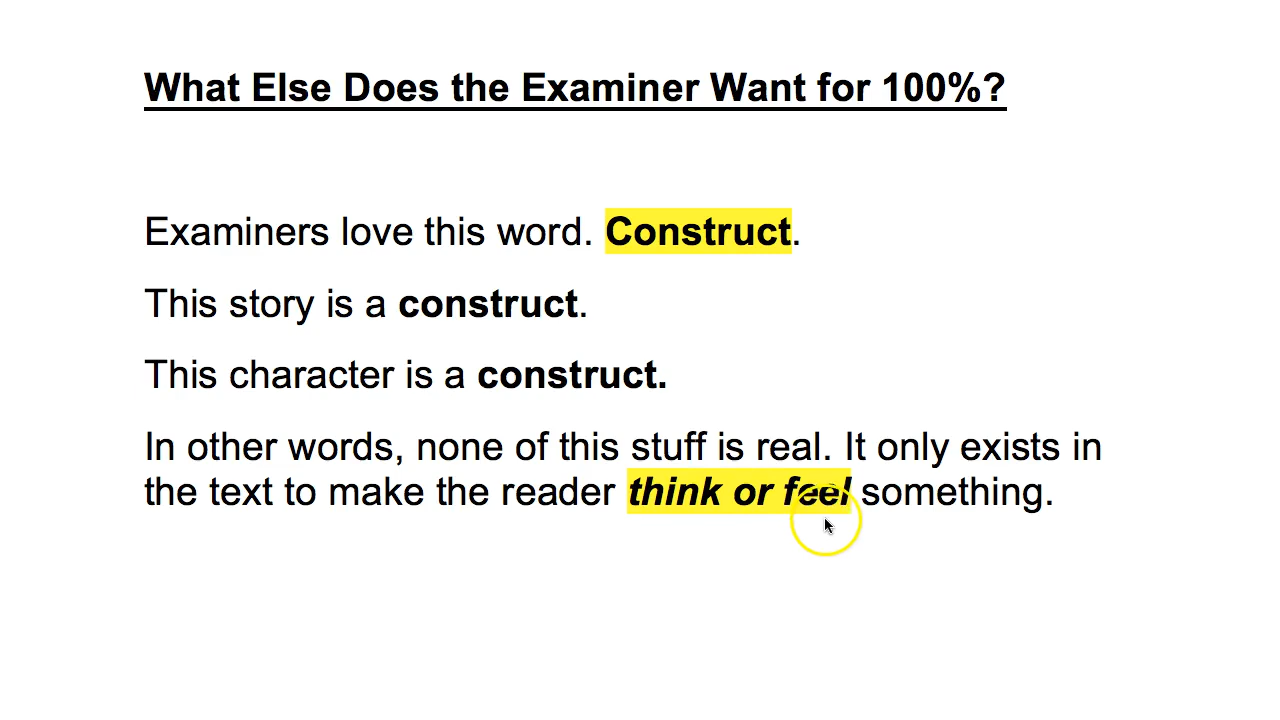 What Else Does the Examiner Want for 100%?
Examiners love this word. Construct.
This story is a construct.
This character is a construct.
In other words, none of this stuff is real. It only exists in
the text to make the reader think or feel something.